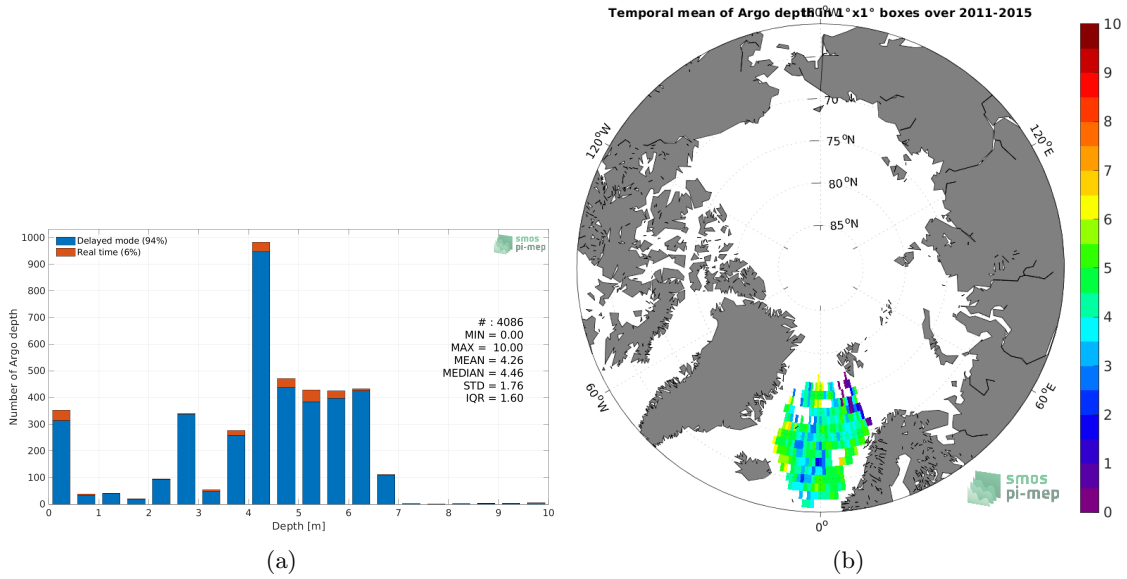 1000
900
800
700
600
500
400
300
200
100
0
Number of Argo depth
Delayed mode (94%)
Real time (6%)
smos
pi-mep
# : 4086
MIN = 0.00
MAX = 10.00
MEAN = 4.26
MEDIAN = 4.46
STD = 1.76
IQR = 1.60
0 1 2 3 4 5 6 7 8 9 10
Depth [m]
(a)
Temporal mean of Argo depth in 1°x1° boxes over 2011-2015
120°W
70
75°N
80°N
85°N
120°E
60°W
60°E
0°
smos
pi-mep
10
9
8
7
6
5
4
3
2
1
0
(b)